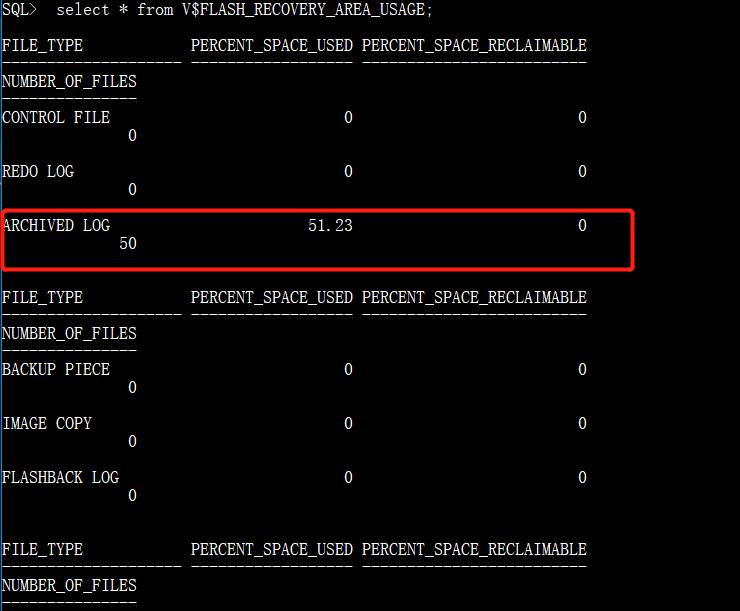 SQL>  select * from V$FLASH_RECOVERY_AREA_USAGE;
FILE_TYPE            PERCENT_SPACE_USED PERCENT_SPACE_RECLAIMABLE
-------------------- ------------------ -------------------------
NUMBER_OF_FILES
---------------
CONTROL FILE                          0                         0
              0
REDO LOG                              0                         0
              0
ARCHIVED LOG                      51.23                         0
             50
FILE_TYPE            PERCENT_SPACE_USED PERCENT_SPACE_RECLAIMABLE
-------------------- ------------------ -------------------------
NUMBER_OF_FILES
---------------
BACKUP PIECE                          0                         0
              0
IMAGE COPY                            0                         0
              0
FLASHBACK LOG                         0                         0
              0
FILE_TYPE            PERCENT_SPACE_USED PERCENT_SPACE_RECLAIMABLE
-------------------- ------------------ -------------------------
NUMBER_OF_FILES
---------------